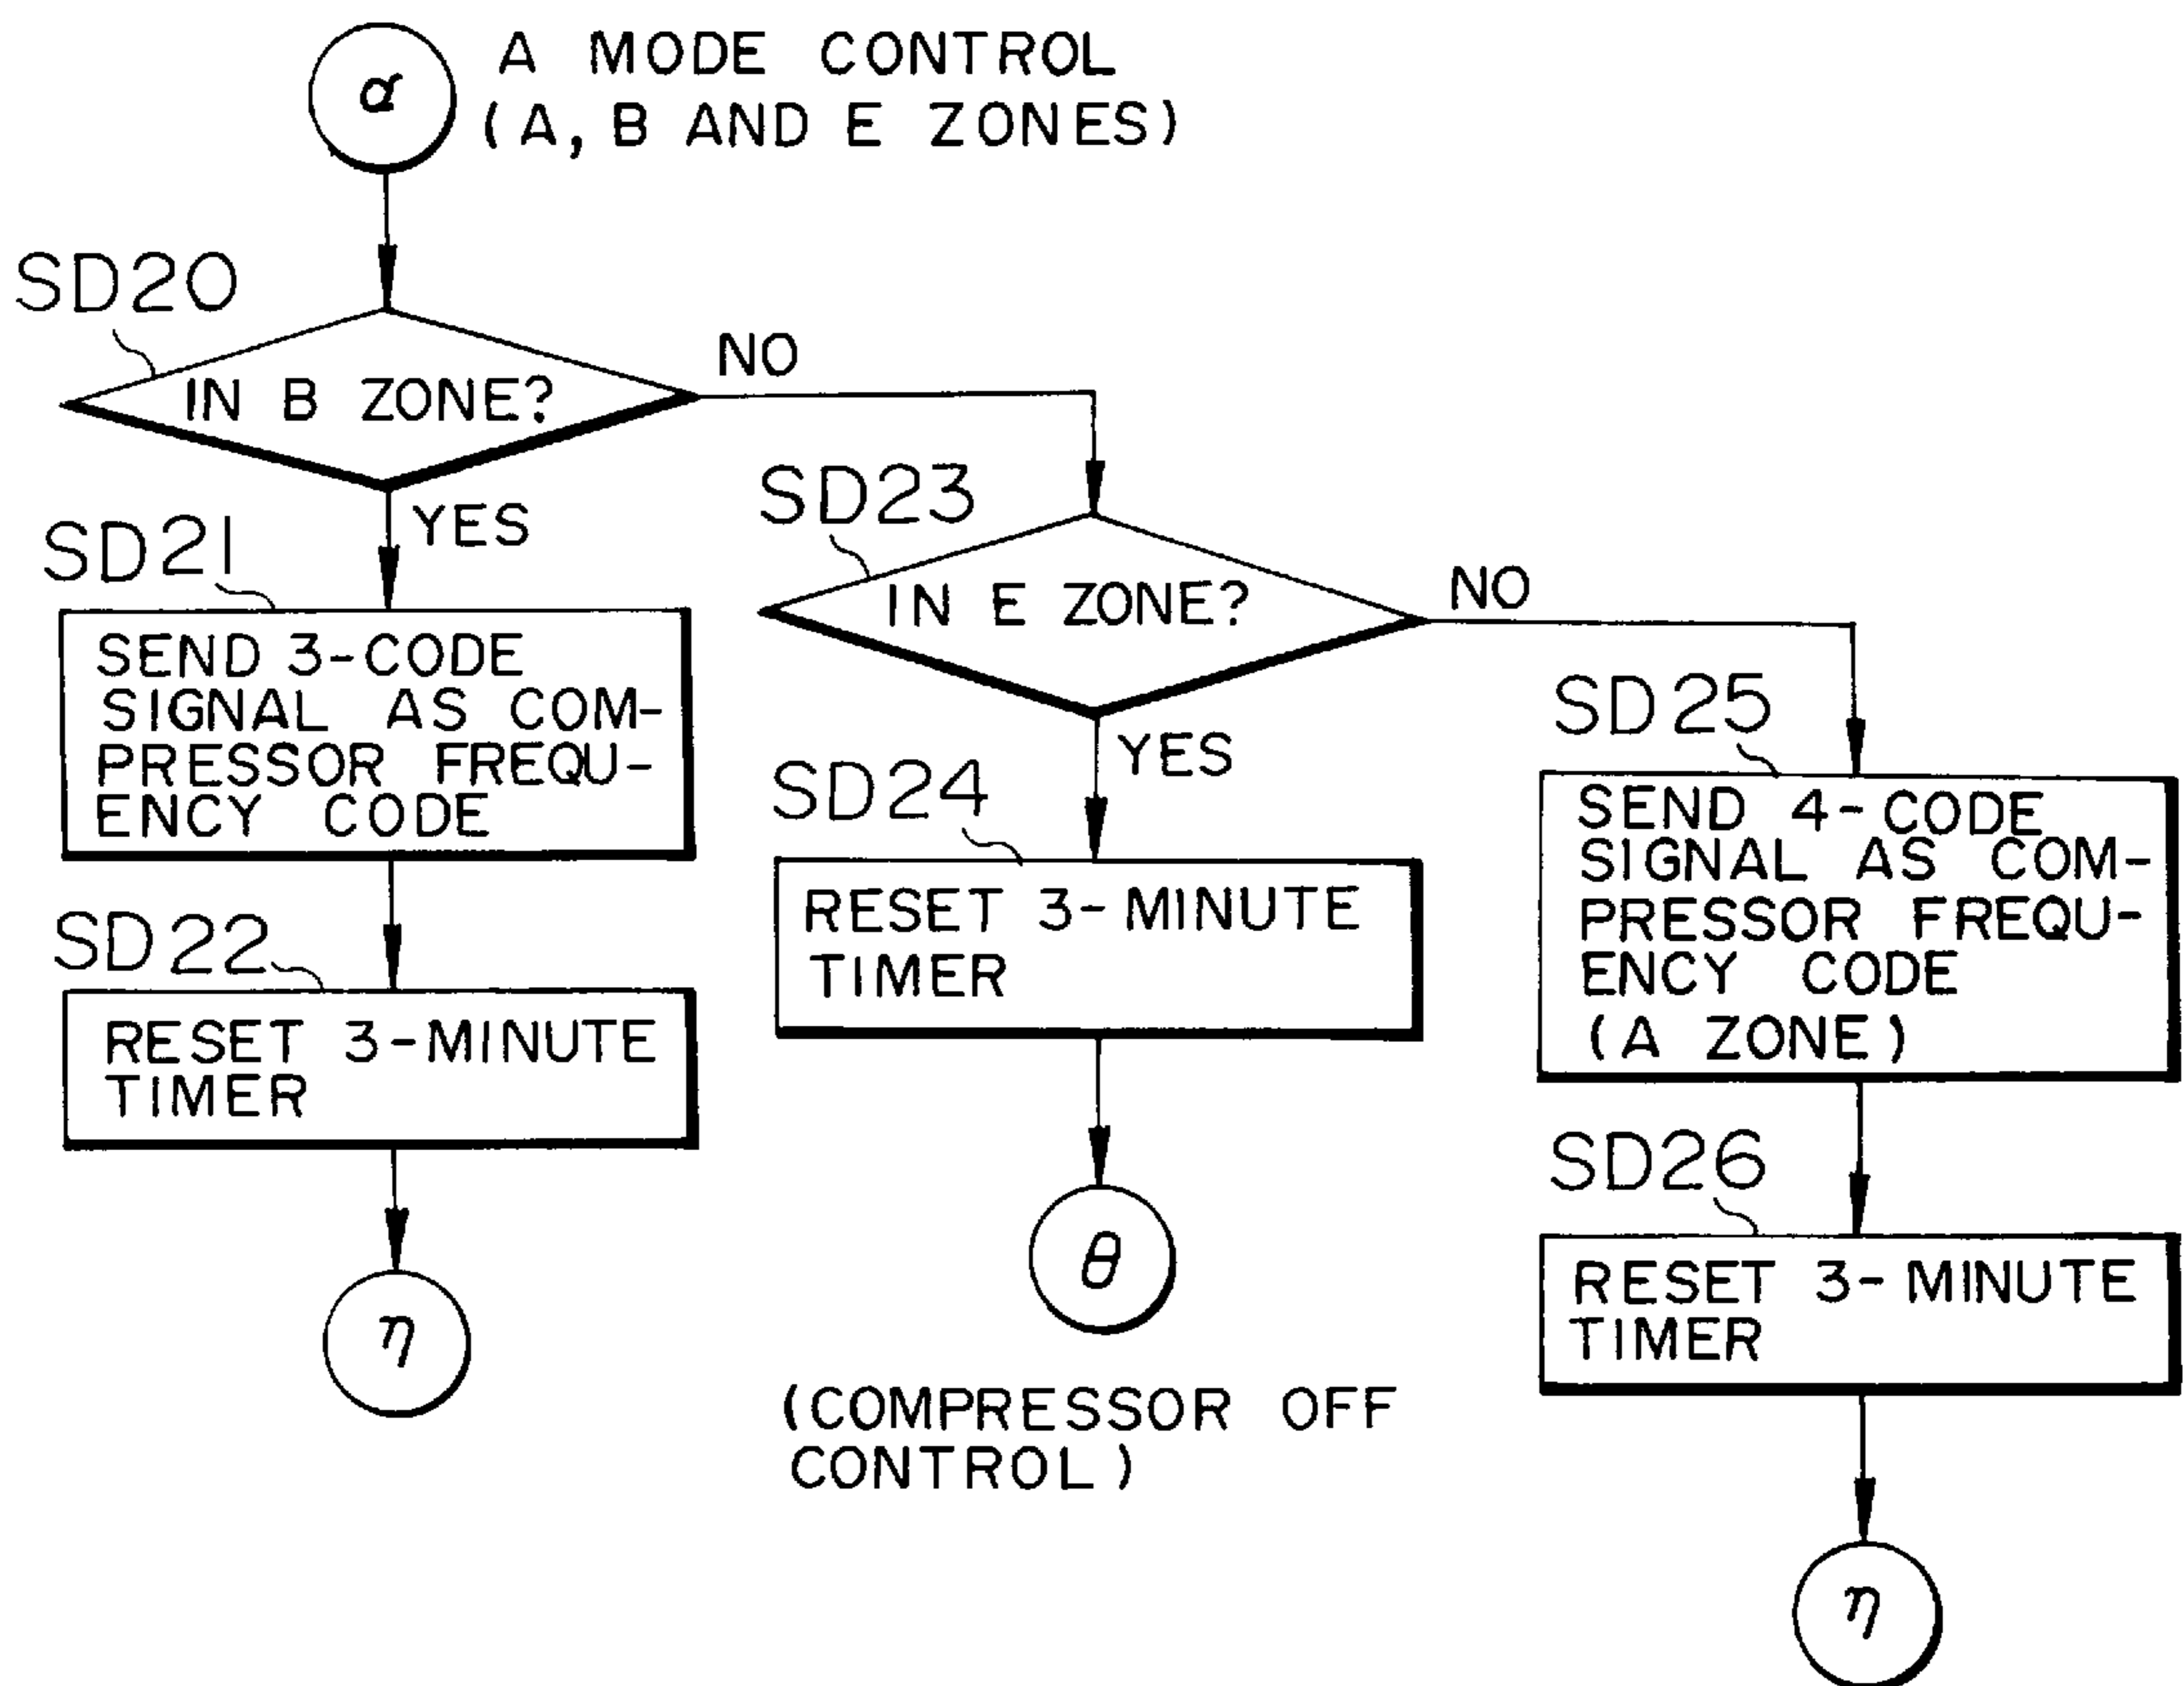 α
A MODE CONTROL
(A, B AND E ZONES)
SD20
IN B ZONE?
NO
YES
SD21
SEND 3-CODE
SIGNAL AS COM-
PRESSOR FREQU-
ENCY CODE
SD22
RESET 3-MINUTE
TIMER
η
SD23
IN E ZONE?
NO
YES
SD24
RESET 3-MINUTE
TIMER
θ
(COMPRESSOR OFF
CONTROL)
SD25
SEND 4-CODE
SIGNAL AS COM-
PRESSOR FREQU-
ENCY CODE
(A ZONE)
SD26
RESET 3-MINUTE
TIMER
η